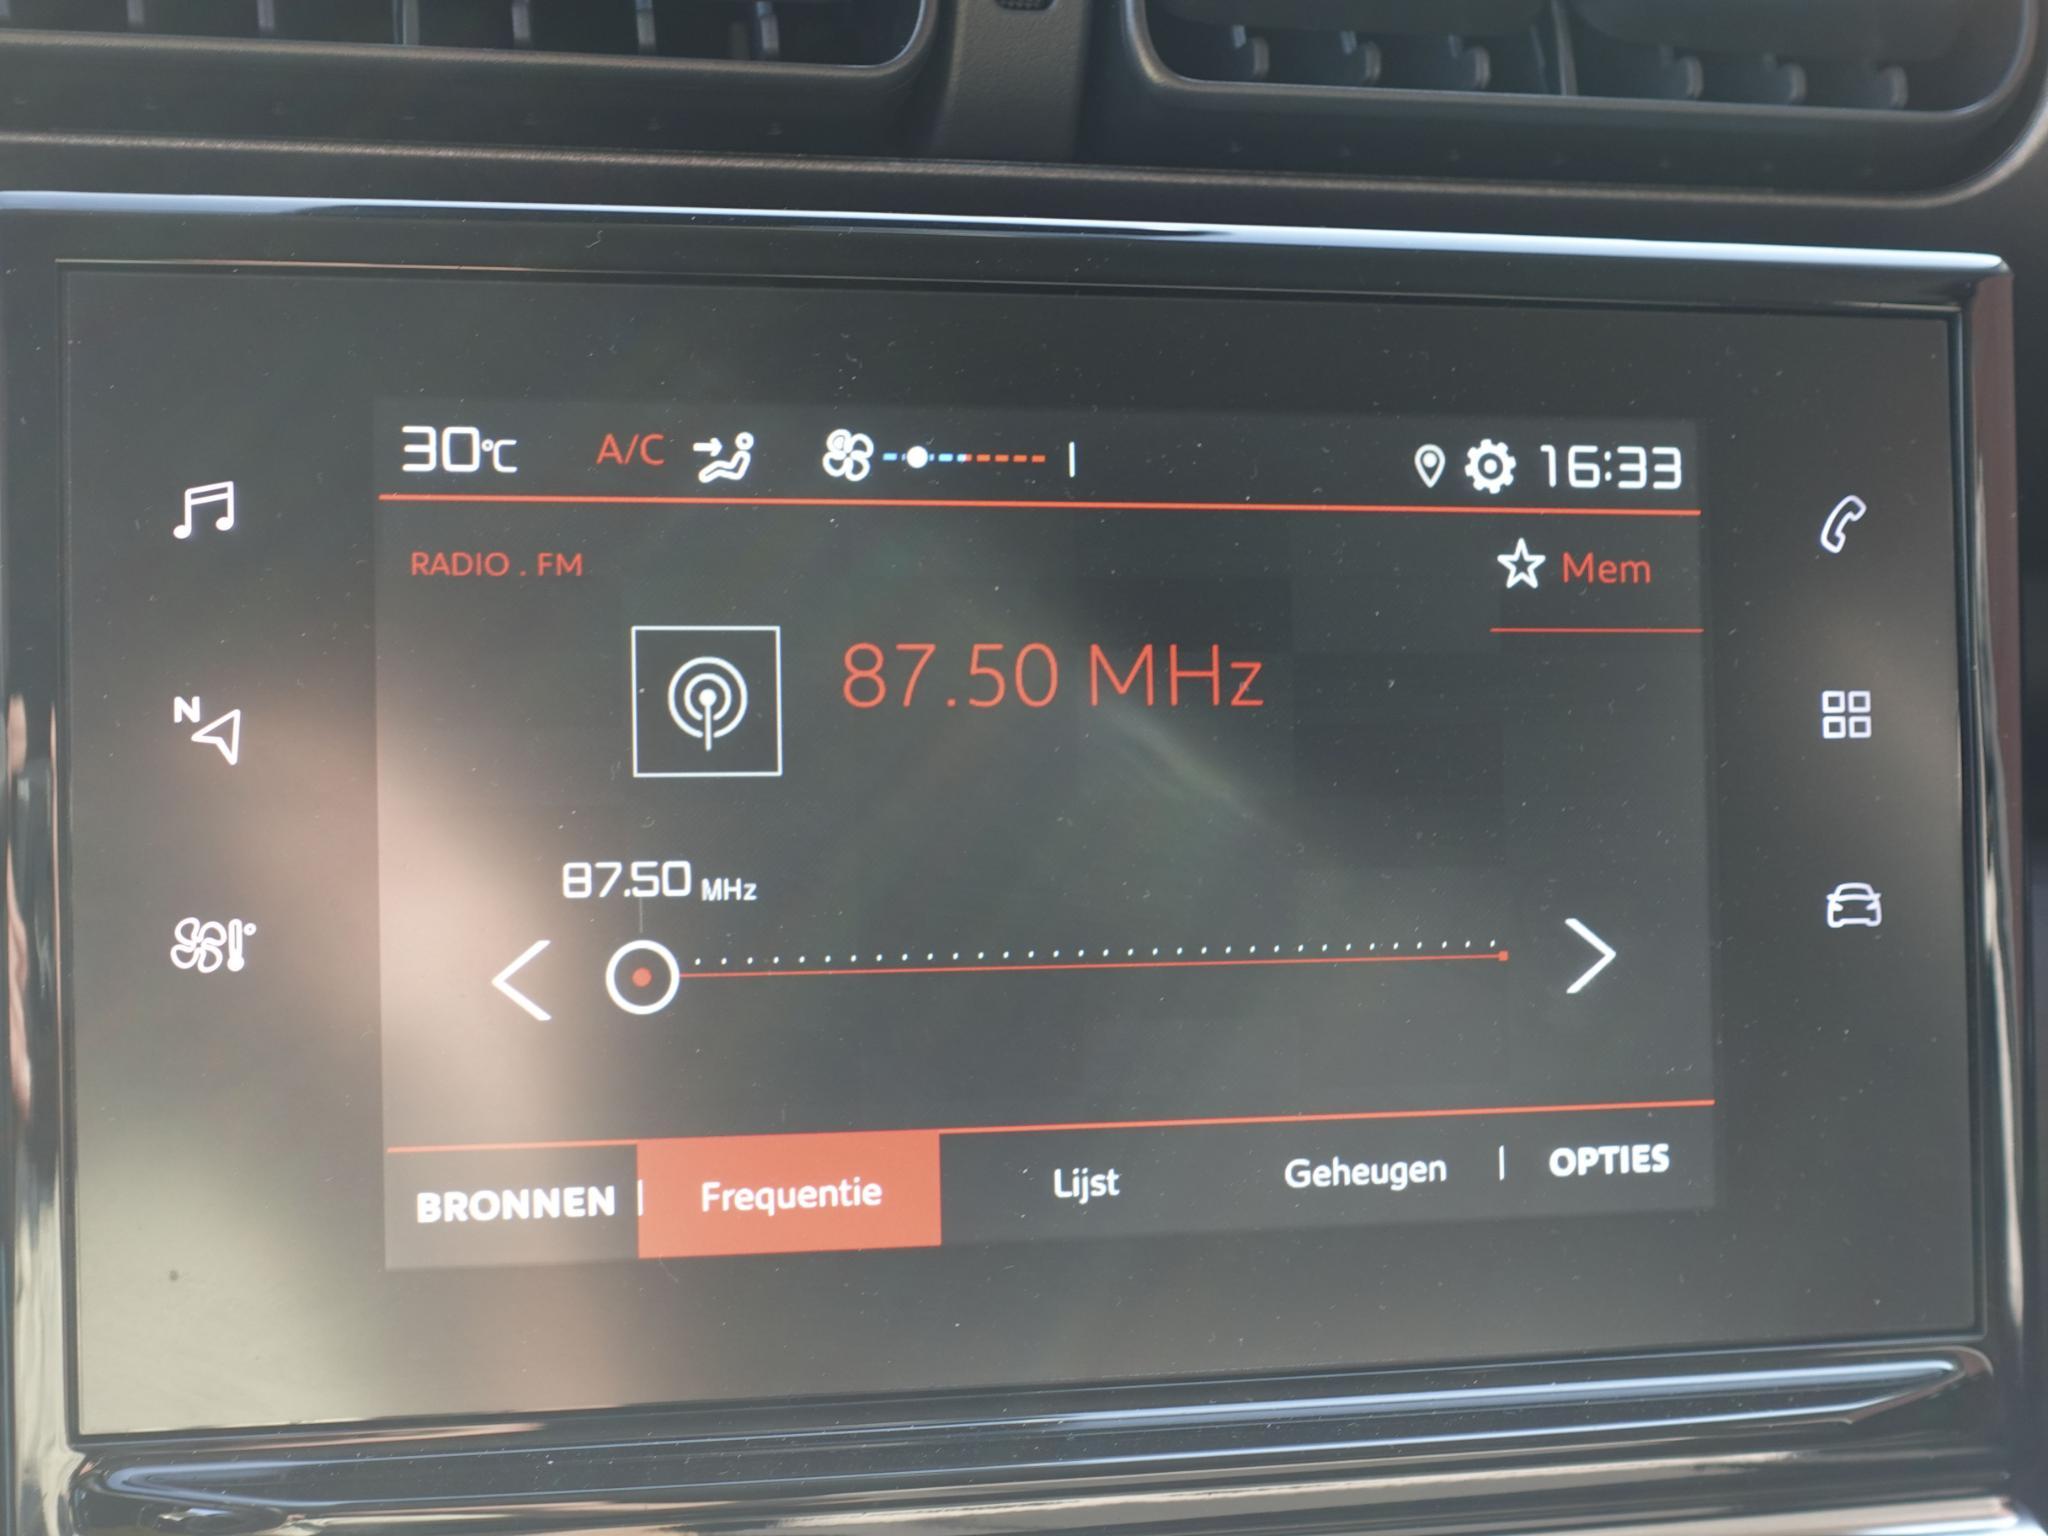 30°C A/C 16:33
RADIO . FM
Mem
87.50 MHz
N
87.50 MHz
BRONNEN Frequentie Lijst Geheugen OPTIES